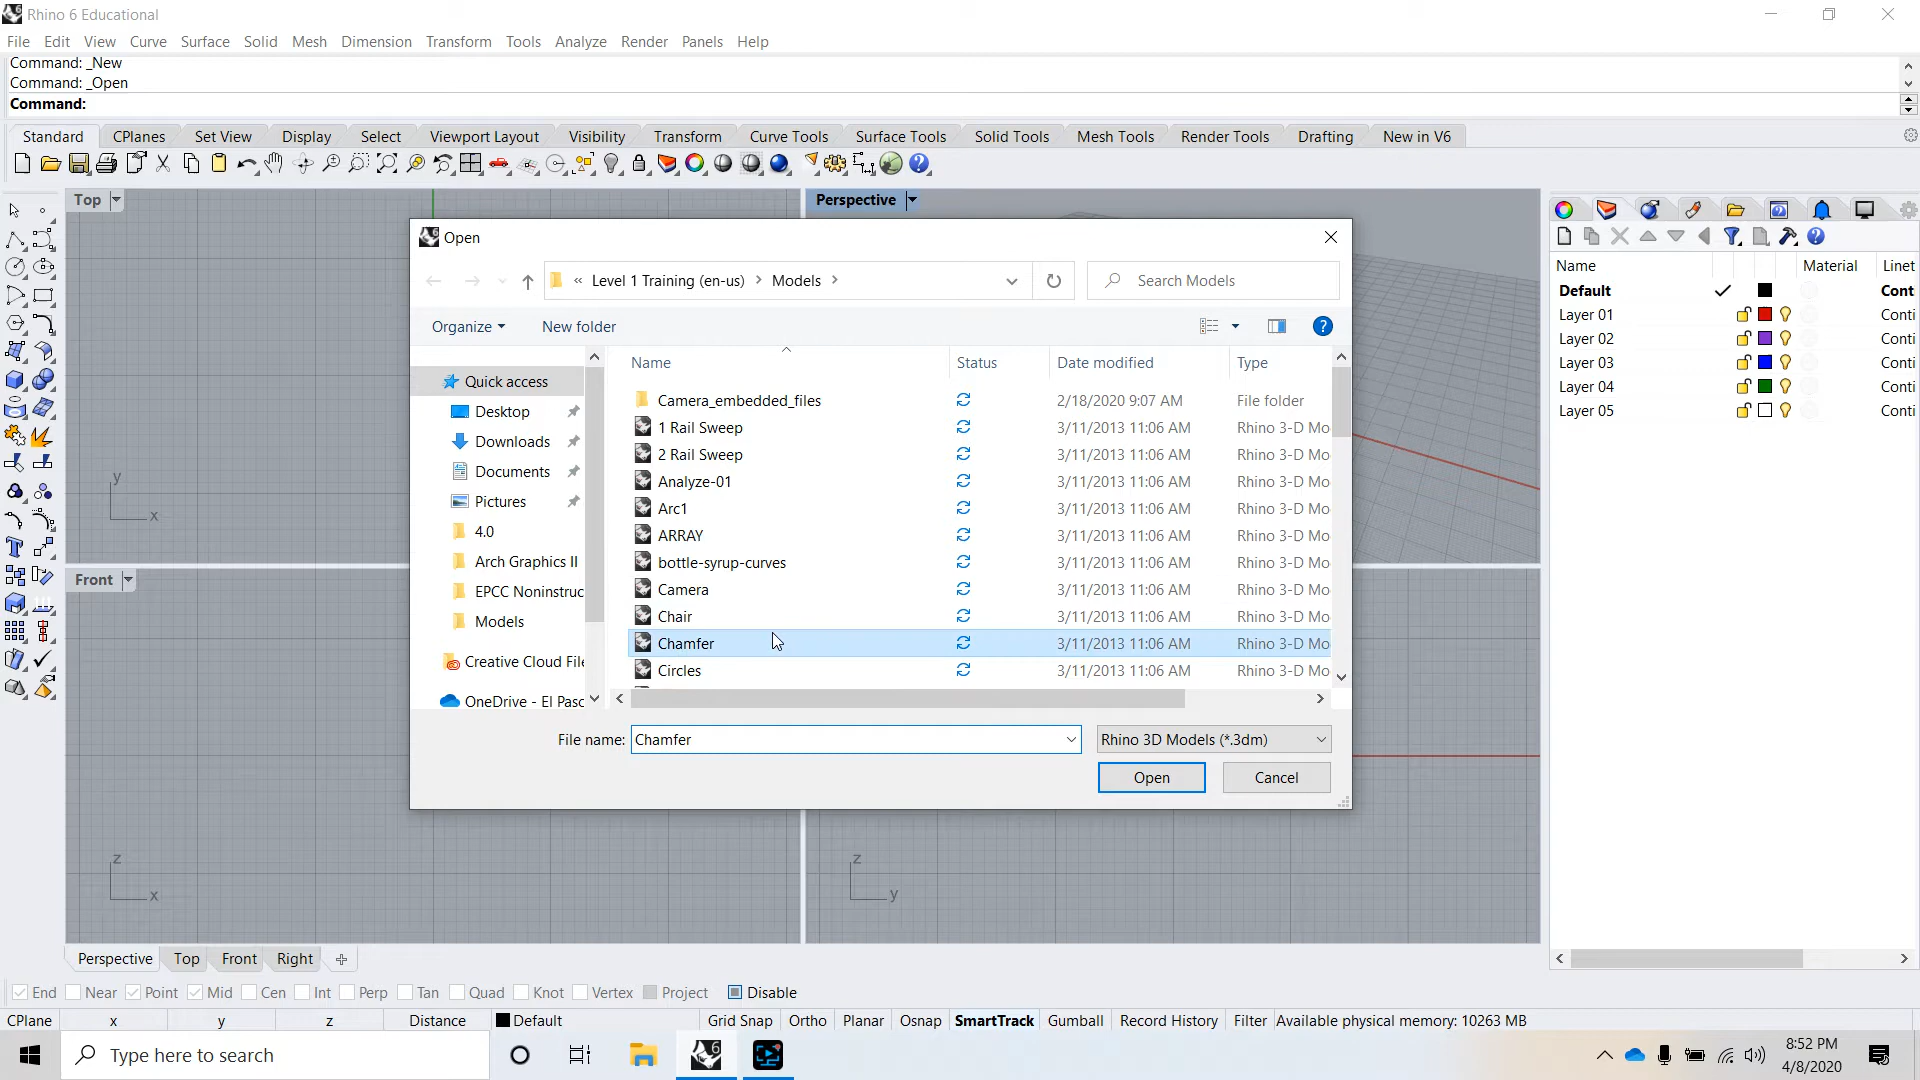 Rhino 6 Educational
File Edit View Curve Surface Solid Mesh Dimension Transform Tools Analyze Render Panels Help
Command: _New
Command: _Open
Command:
Standard CPlanes Set View Display Select Viewport Layout Visibility Transform Curve Tools Surface Tools Solid Tools Mesh Tools Render Tools Drafting New in V6
Top
Perspective
Open
« Level 1 Training (en-us) > Models >
Search Models
Organize New folder
Name Status Date modified Type
Quick access
Desktop
Downloads
Documents
Pictures
4.0
Arch Graphics II
EPCC Noninstruc
Models
Creative Cloud File
OneDrive - El Pasc
Camera_embedded_files 2/18/2020 9:07 AM File folder
1 Rail Sweep 3/11/2013 11:06 AM Rhino 3-D Mo
2 Rail Sweep 3/11/2013 11:06 AM Rhino 3-D Mo
Analyze-01 3/11/2013 11:06 AM Rhino 3-D Mo
Arc1 3/11/2013 11:06 AM Rhino 3-D Mo
ARRAY 3/11/2013 11:06 AM Rhino 3-D Mo
bottle-syrup-curves 3/11/2013 11:06 AM Rhino 3-D Mo
Camera 3/11/2013 11:06 AM Rhino 3-D Mo
Chair 3/11/2013 11:06 AM Rhino 3-D Mo
Chamfer 3/11/2013 11:06 AM Rhino 3-D Mo
Circles 3/11/2013 11:06 AM Rhino 3-D Mo
File name: Chamfer Rhino 3D Models (*.3dm)
Open Cancel
Name Material Linet
Default Cont
Layer 01 Conti
Layer 02 Conti
Layer 03 Conti
Layer 04 Conti
Layer 05 Conti
y
x
Front
z
x
z
y
Perspective Top Front Right
End Near Point Mid Cen Int Perp Tan Quad Knot Vertex Project Disable
CPlane x y z Distance Default Grid Snap Ortho Planar Osnap SmartTrack Gumball Record History Filter Available physical memory: 10263 MB
Type here to search
6
8:52 PM
4/8/2020